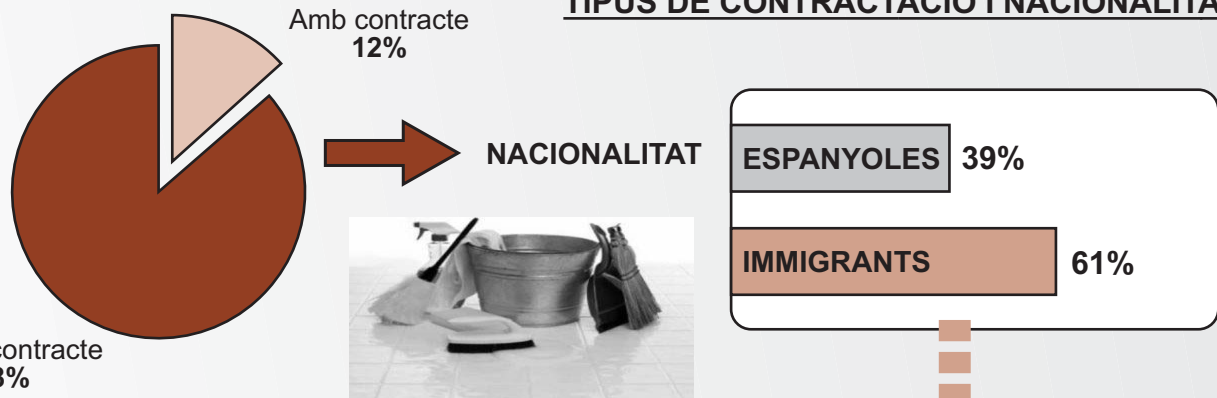 TIPUS DE CONTRACTACIÓ I NACIONALITA
Amb contracte
12%
NACIONALITAT
ESPANYOLES 39%
IMMIGRANTS 61%
contracte